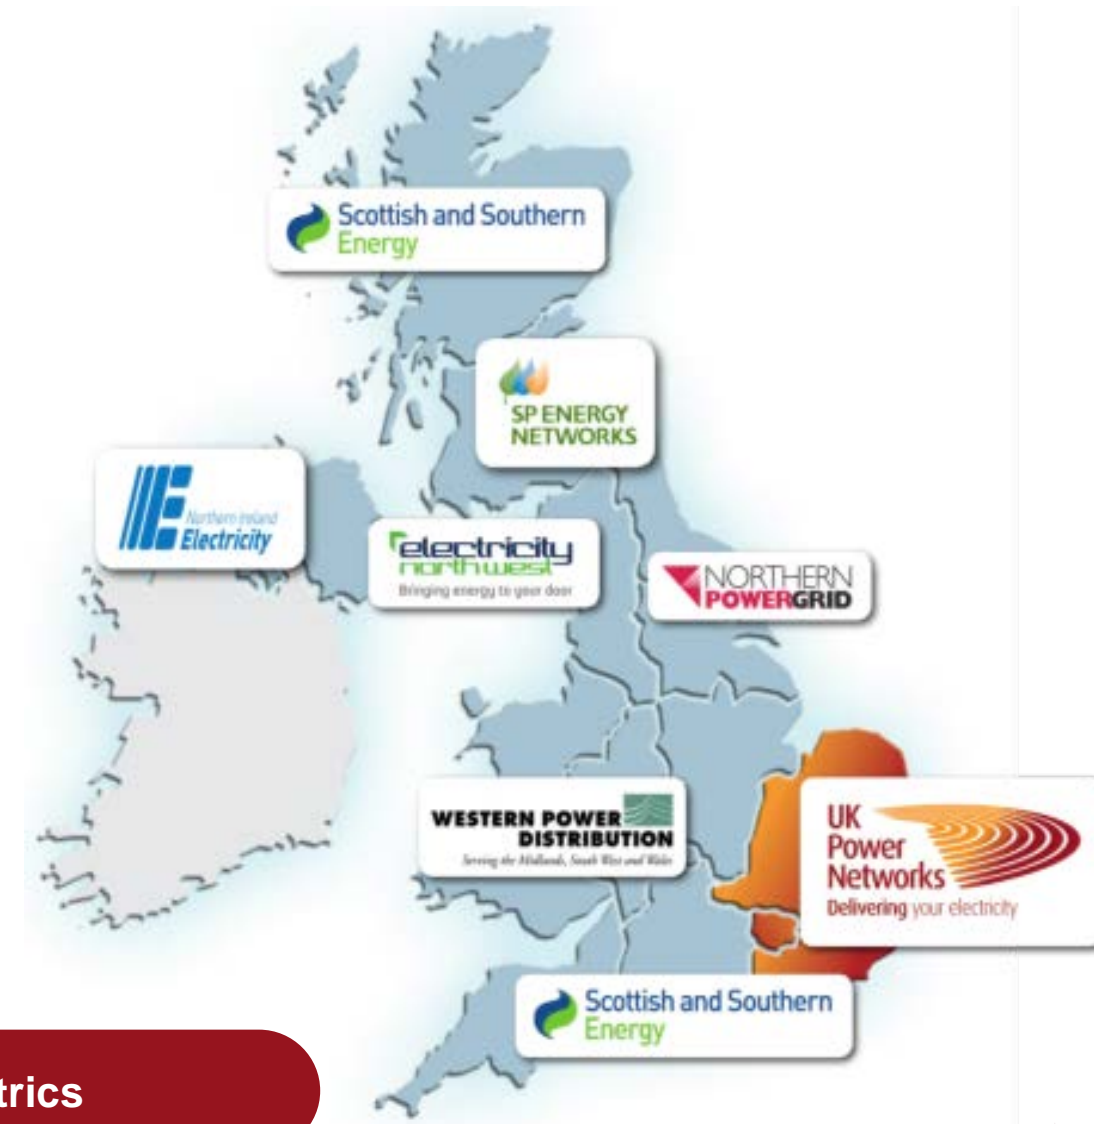 Scottish and Southern
Energy
SP ENERGY
NETWORKS
Northern Ireland
Electricity
electricity
north west
Bringing energy to your door
NORTHERN
POWERGRID
WESTERN POWER
DISTRIBUTION
Serving the Midlands, South West and Wales
UK
Power
Networks
Delivering your electricity
Scottish and Southern
Energy
trics